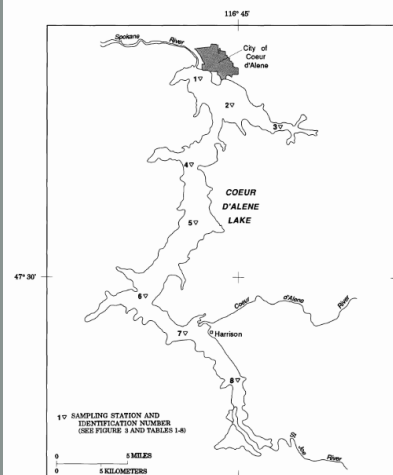 116° 45'
Spokane River
City of
Coeur
d'Alene
1▽
2▽
3▽
4▽
COEUR
D'ALENE
LAKE
5▽
47° 30'
6▽
Coeur d'Alene River
7▽
Harrison
8▽
1▽ SAMPLING STATION AND
IDENTIFICATION NUMBER
(SEE FIGURE 3 AND TABLES 1-8)
St Joe River
0 5 MILES
0 5 KILOMETERS